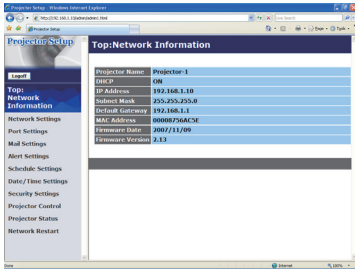 Projector Setup - Windows Internet Explorer
Projector Setup
Logoff
Top:
Network
Information
Network Settings
Port Settings
Mail Settings
Alert Settings
Schedule Settings
Date/Time Settings
Security Settings
Projector Control
Projector Status
Network Restart
Top:Network Information
Projector Name Projector-1
DHCP ON
IP Address 192.168.1.10
Subnet Mask 255.255.255.0
Default Gateway 192.168.1.1
MAC Address 00008756AC5E
Firmware Date 2007/11/09
Firmware Version 2.13
Done
Internet
100%